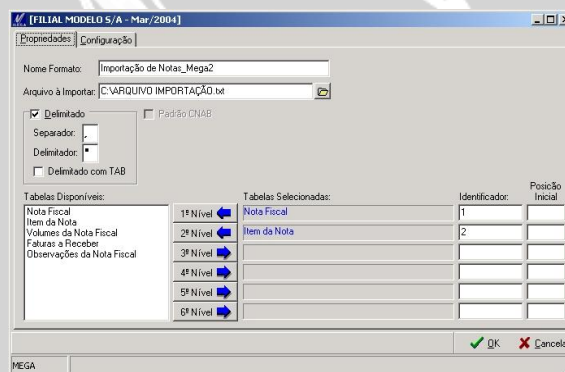 [FILIAL MODELO S/A - Mar/2004]
Propriedades Configuração
Nome Formato: Importação de Notas_Mega2
Arquivo à Importar: C:\ARQUIVO IMPORTAÇÃO.txt
Delimitado Padrão CNAB
Separador: ,
Delimitador: "
Delimitado com TAB
Tabelas Disponíveis: Tabelas Selecionadas: Identificador: Posicão Inicial
Nota Fiscal
Item da Nota
Volumes da Nota Fiscal
Faturas a Receber
Observações da Nota Fiscal
1º Nível Nota Fiscal 1
2º Nível Item da Nota 2
3º Nível
4º Nível
5º Nível
6º Nível
OK Cancela
MEGA